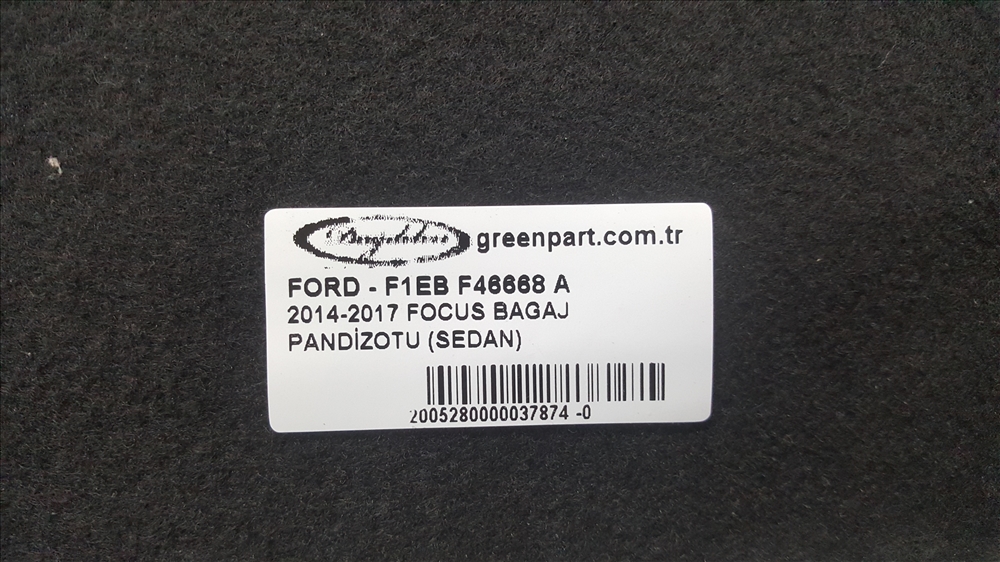 greenpart.com.tr
FORD - F1EB F46668 A
2014-2017 FOCUS BAGAJ
PANDİZOTU (SEDAN)
2005280000037874 -0